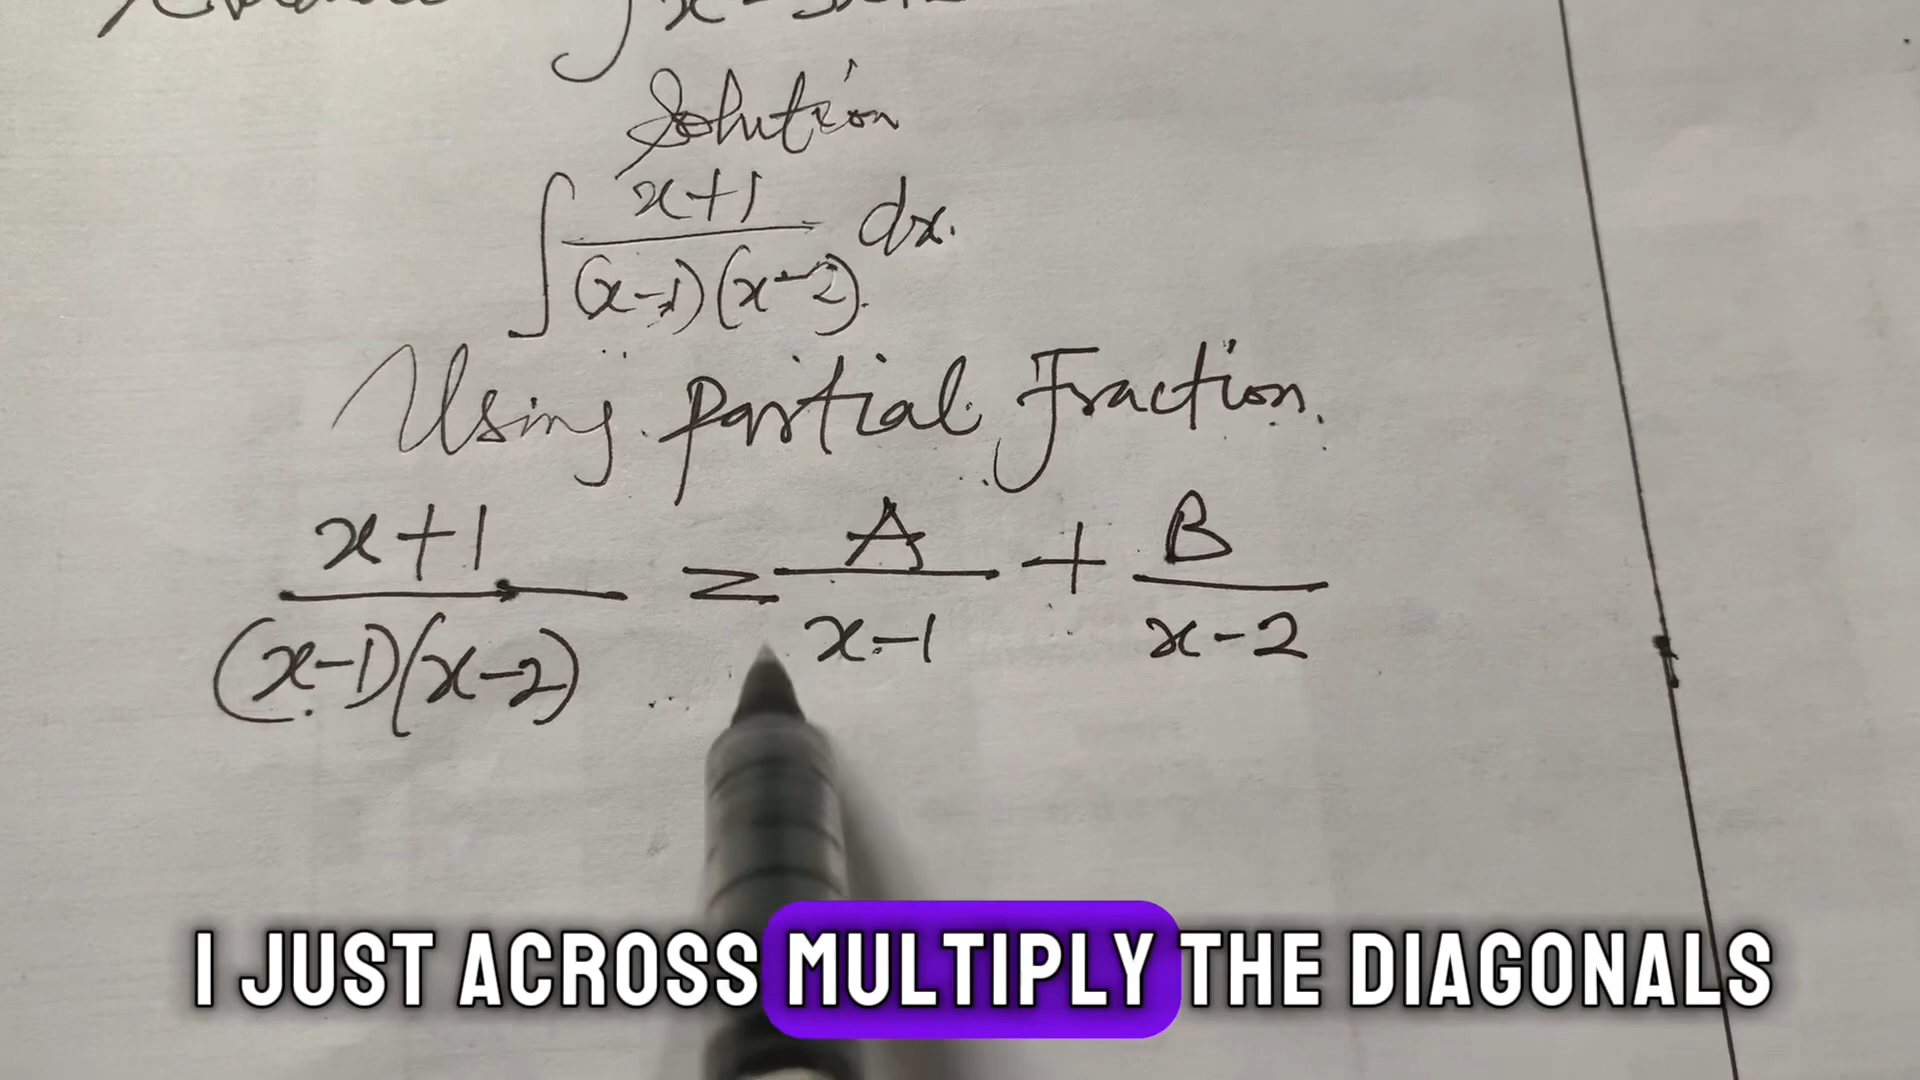 Solution
∫ x+1 / (x-1)(x-2) dx.
Using Partial Fraction.
x+1 / (x-1)(x-2) = A / x-1 + B / x-2
I JUST ACROSS MULTIPLY THE DIAGONALS